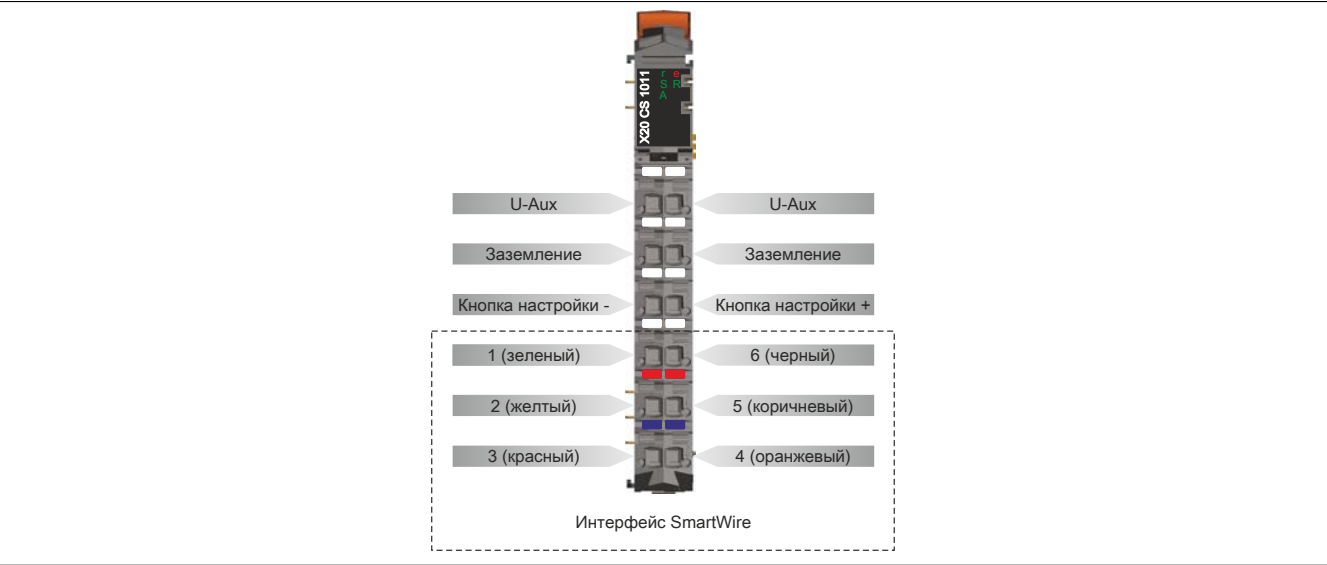 X20 CS 1011
r e
S R
A
U-Aux U-Aux
Заземление Заземление
Кнопка настройки - Кнопка настройки +
1 (зеленый) 6 (черный)
2 (желтый) 5 (коричневый)
3 (красный) 4 (оранжевый)
Интерфейс SmartWire